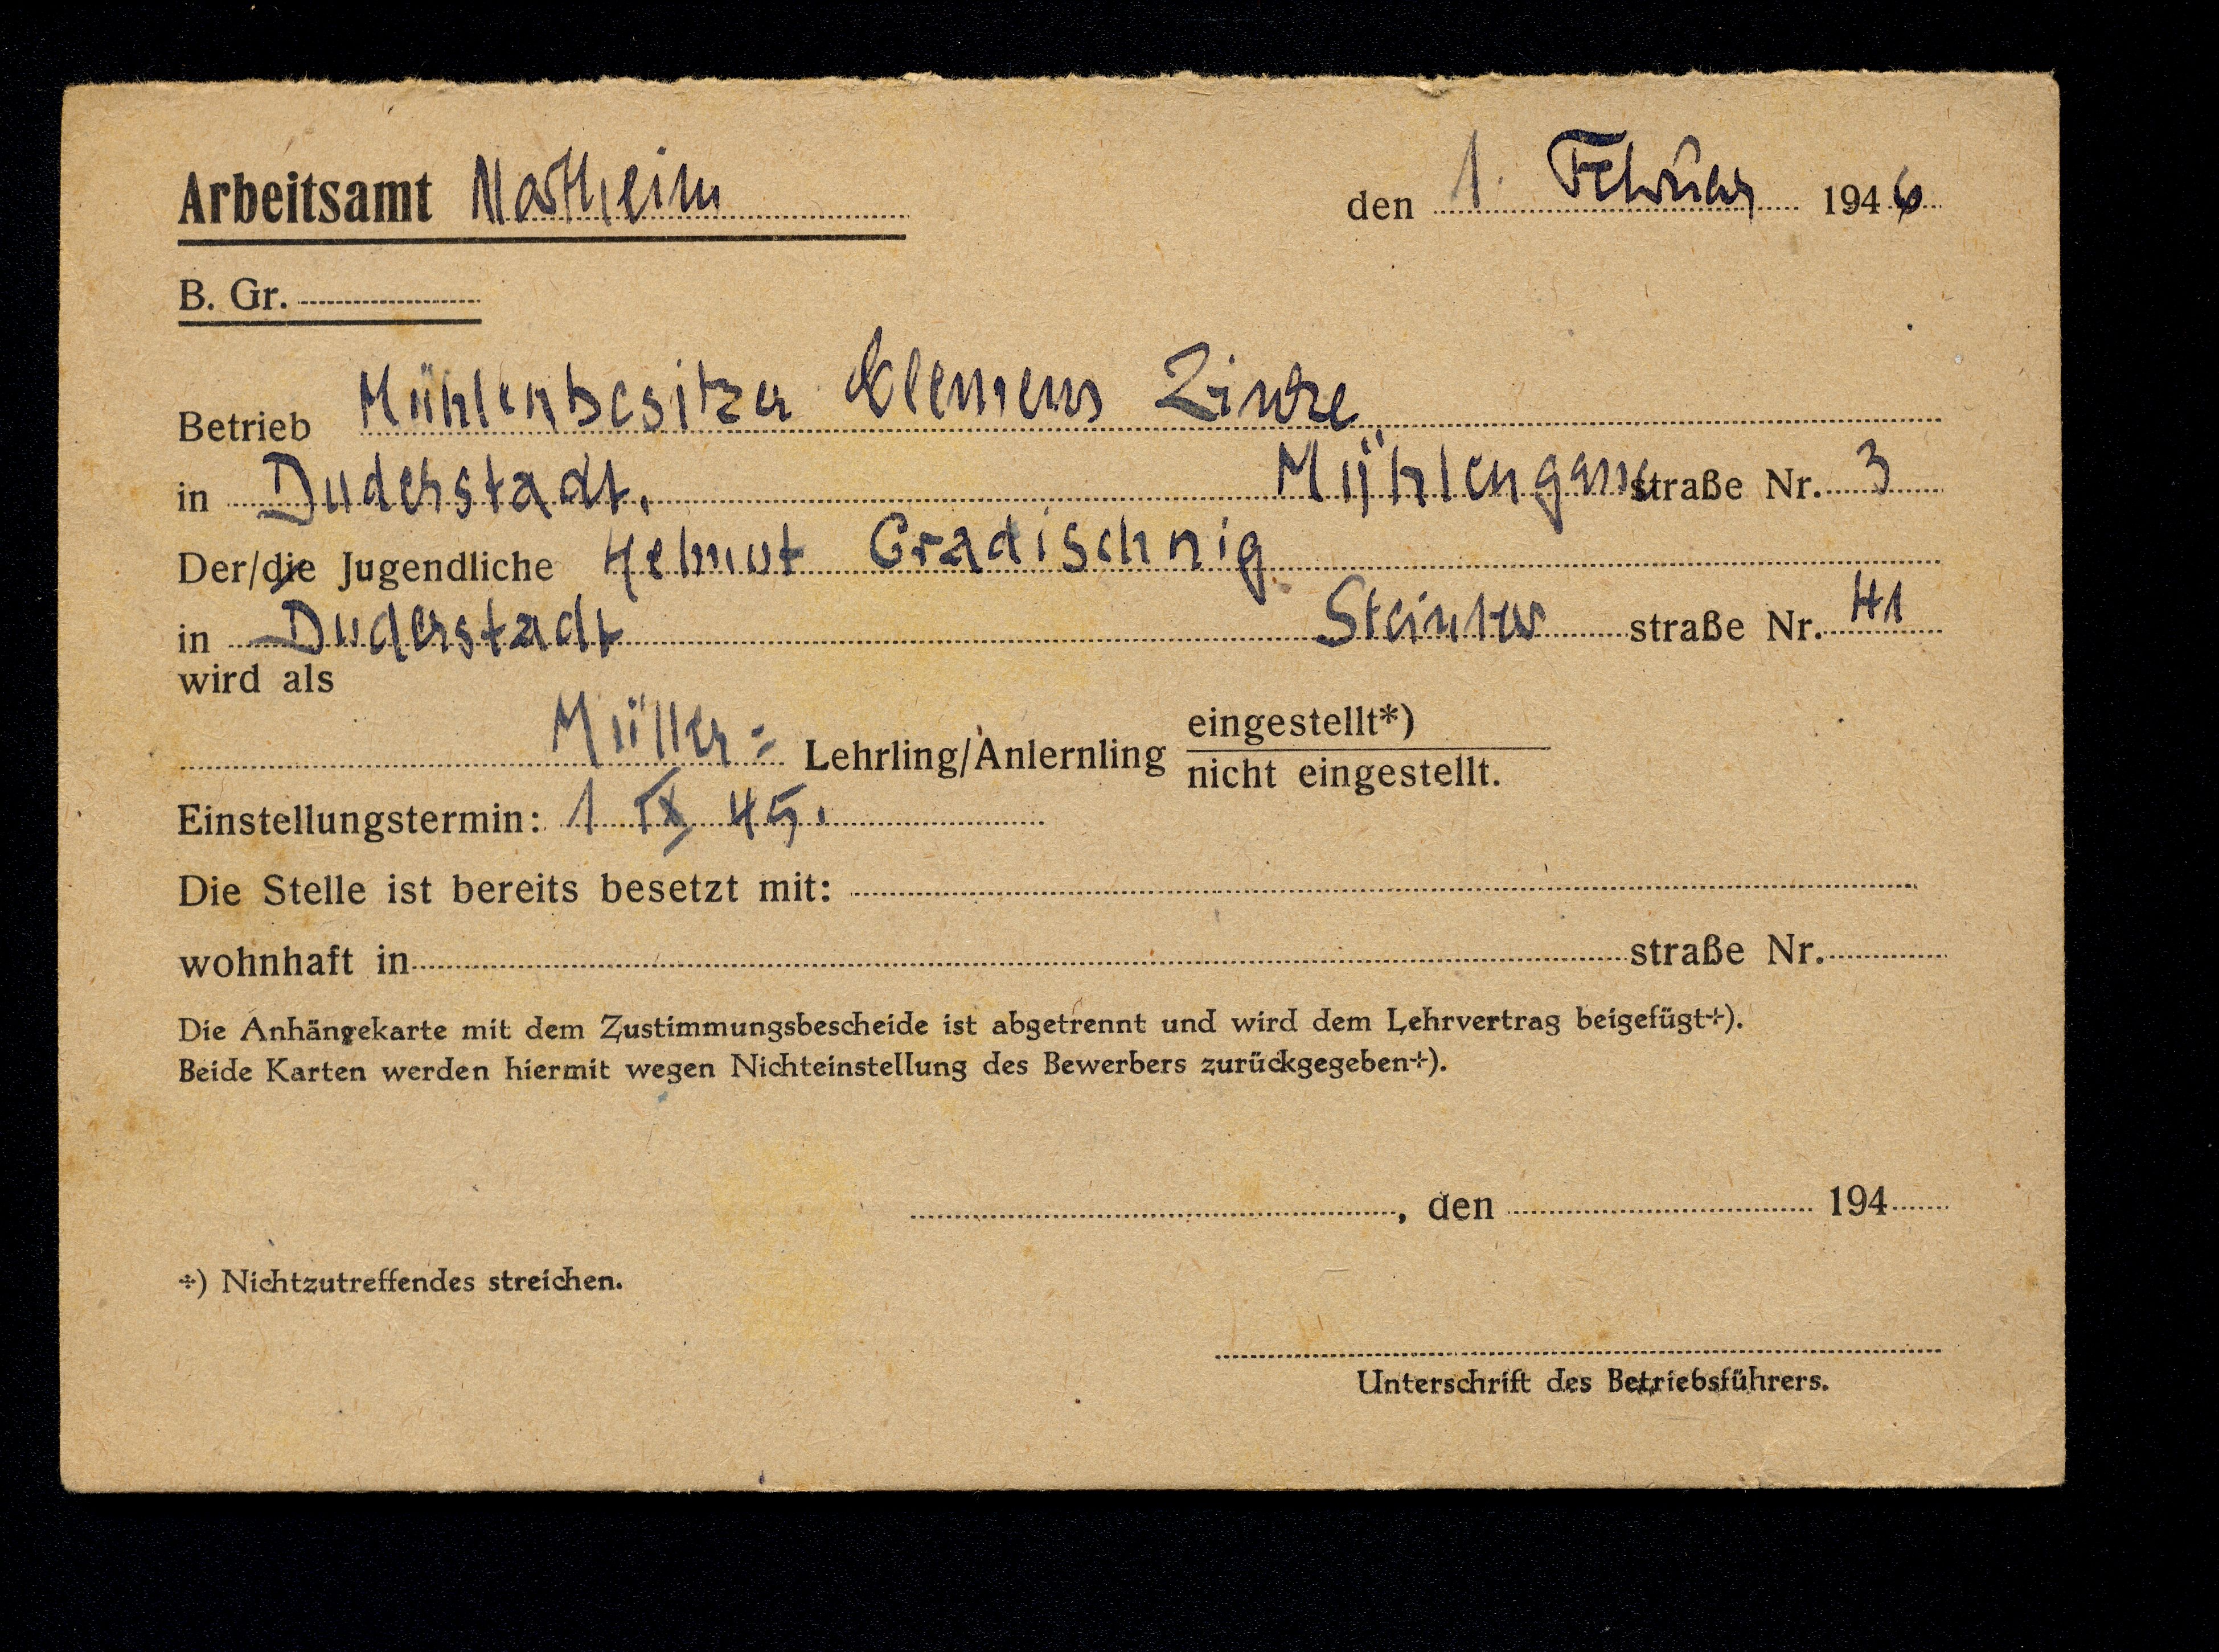 Arbeitsamt Northeim den 1. Februar 1946
B. Gr.
Betrieb Mühlenbesitzer Klemens Zinke
in Duderstadt, Mühlengasse straße Nr. 3
Der/die Jugendliche Helmut Gradischnig
in Duderstadt Steintor straße Nr. 41
wird als
Müller= Lehrling/Anlernling eingestellt*)
nicht eingestellt.
Einstellungstermin: 1 IX 45.
Die Stelle ist bereits besetzt mit:
wohnhaft in straße Nr.
Die Anhängekarte mit dem Zustimmungsbescheide ist abgetrennt und wird dem Lehrvertrag beigefügt*).
Beide Karten werden hiermit wegen Nichteinstellung des Bewerbers zurückgegeben*).
, den 194
*) Nichtzutreffendes streichen.
Unterschrift des Betriebsführers.